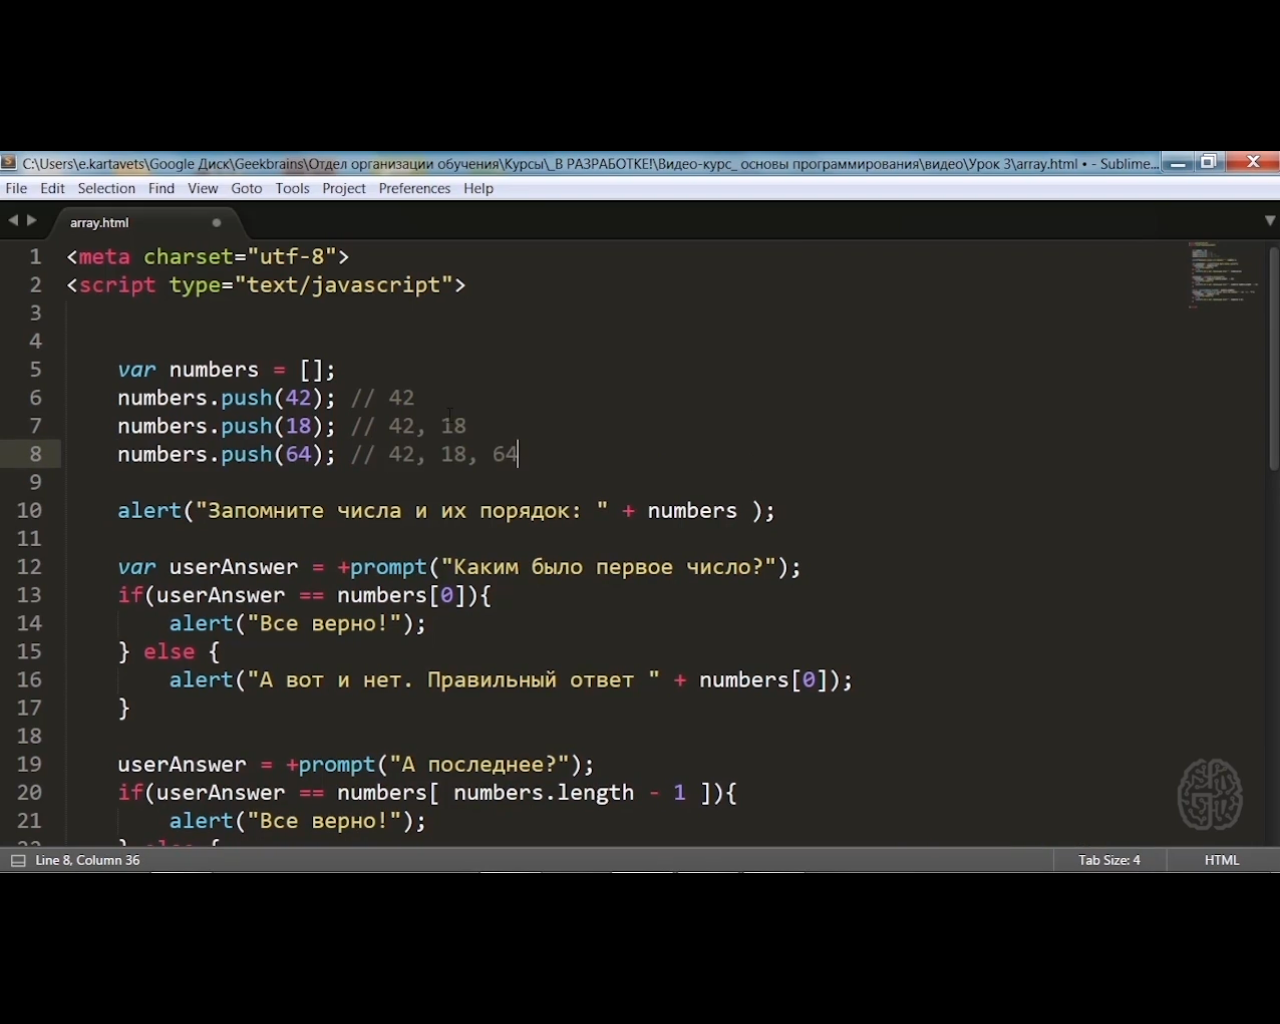 C:\Users\e.kartavets\Google Диск\Geekbrains\Отдел организации обучения\Курсы\_В РАЗРАБОТКЕ!\Видео-курс_ основы программирования\видео\Урок 3\array.html • - Sublime...
File Edit Selection Find View Goto Tools Project Preferences Help
array.html
1 <meta charset="utf-8">
2 <script type="text/javascript">
3
4
5 var numbers = [];
6 numbers.push(42); // 42
7 numbers.push(18); // 42, 18
8 numbers.push(64); // 42, 18, 64
9
10 alert("Запомните числа и их порядок: " + numbers );
11
12 var userAnswer = +prompt("Каким было первое число?");
13 if(userAnswer == numbers[0]){
14 alert("Все верно!");
15 } else {
16 alert("А вот и нет. Правильный ответ " + numbers[0]);
17 }
18
19 userAnswer = +prompt("А последнее?");
20 if(userAnswer == numbers[ numbers.length - 1 ]){
21 alert("Все верно!");
22 } else {
Line 8, Column 36 Tab Size: 4 HTML